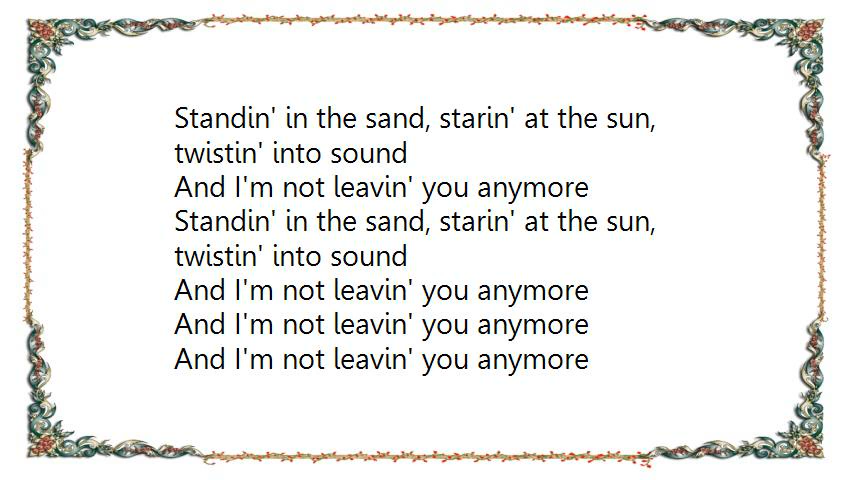 Standin' in the sand, starin' at the sun,
twistin' into sound
And I'm not leavin' you anymore
Standin' in the sand, starin' at the sun,
twistin' into sound
And I'm not leavin' you anymore
And I'm not leavin' you anymore
And I'm not leavin' you anymore